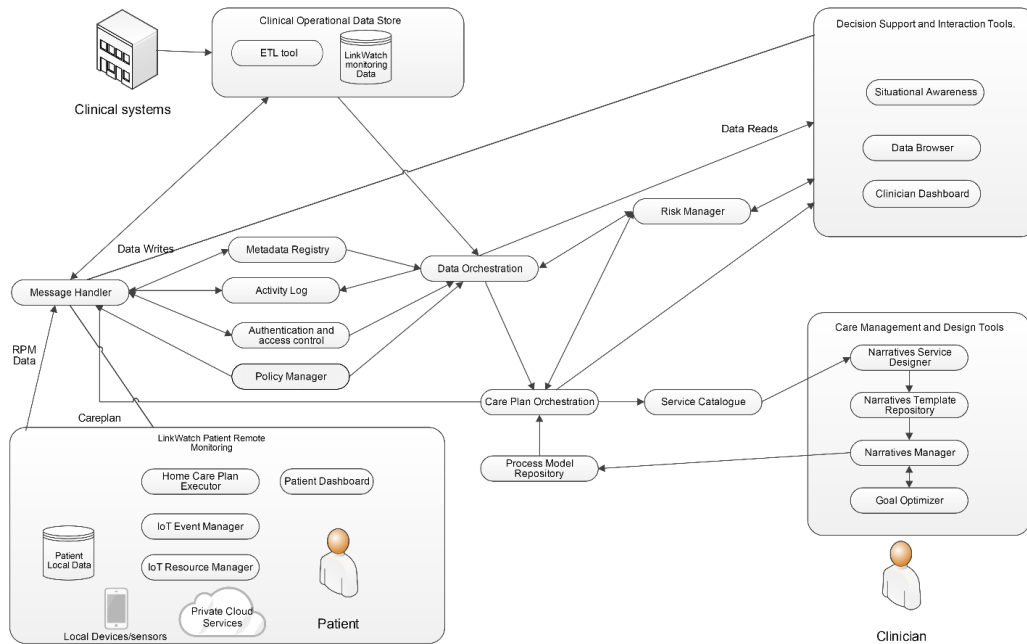 Clinical Operational Data Store
ETL tool
LinkWatch
monitoring
Data
Clinical systems
Decision Support and Interaction Tools.
Situational Awareness
Data Browser
Clinician Dashboard
Data Reads
Risk Manager
Data Writes
Metadata Registry
Data Orchestration
Message Handler
Activity Log
Authentication and
access control
Policy Manager
RPM
Data
Careplan
Care Plan Orchestration
Service Catalogue
Process Model
Repository
Care Management and Design Tools
Narratives Service
Designer
Narratives Template
Repository
Narratives Manager
Goal Optimizer
Clinician
LinkWatch Patient Remote
Monitoring
Home Care Plan
Executor
Patient Dashboard
IoT Event Manager
Patient
Local Data
IoT Resource Manager
Private Cloud
Services
Local Devices/sensors
Patient